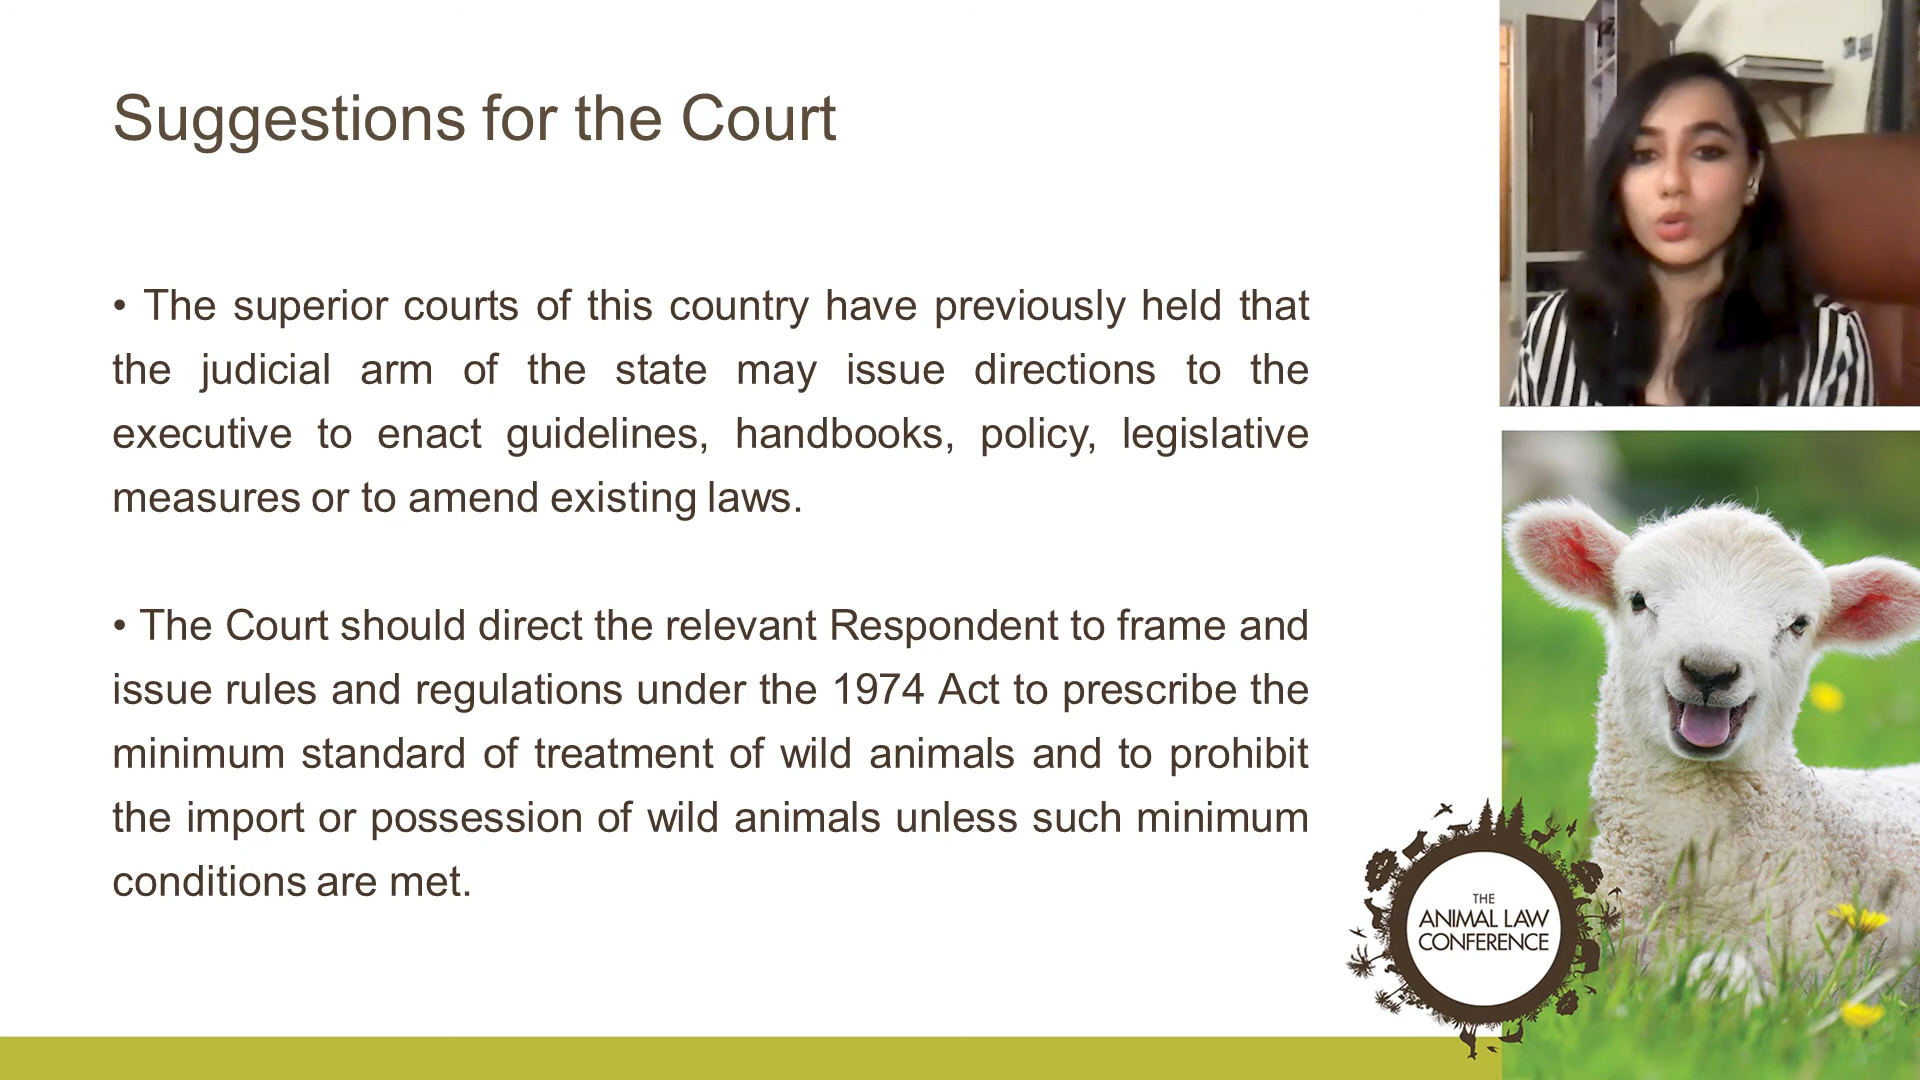 Suggestions for the Court
• The superior courts of this country have previously held that
the judicial arm of the state may issue directions to the
executive to enact guidelines, handbooks, policy, legislative
measures or to amend existing laws.
• The Court should direct the relevant Respondent to frame and
issue rules and regulations under the 1974 Act to prescribe the
minimum standard of treatment of wild animals and to prohibit
the import or possession of wild animals unless such minimum
conditions are met.
THE
ANIMAL LAW
CONFERENCE